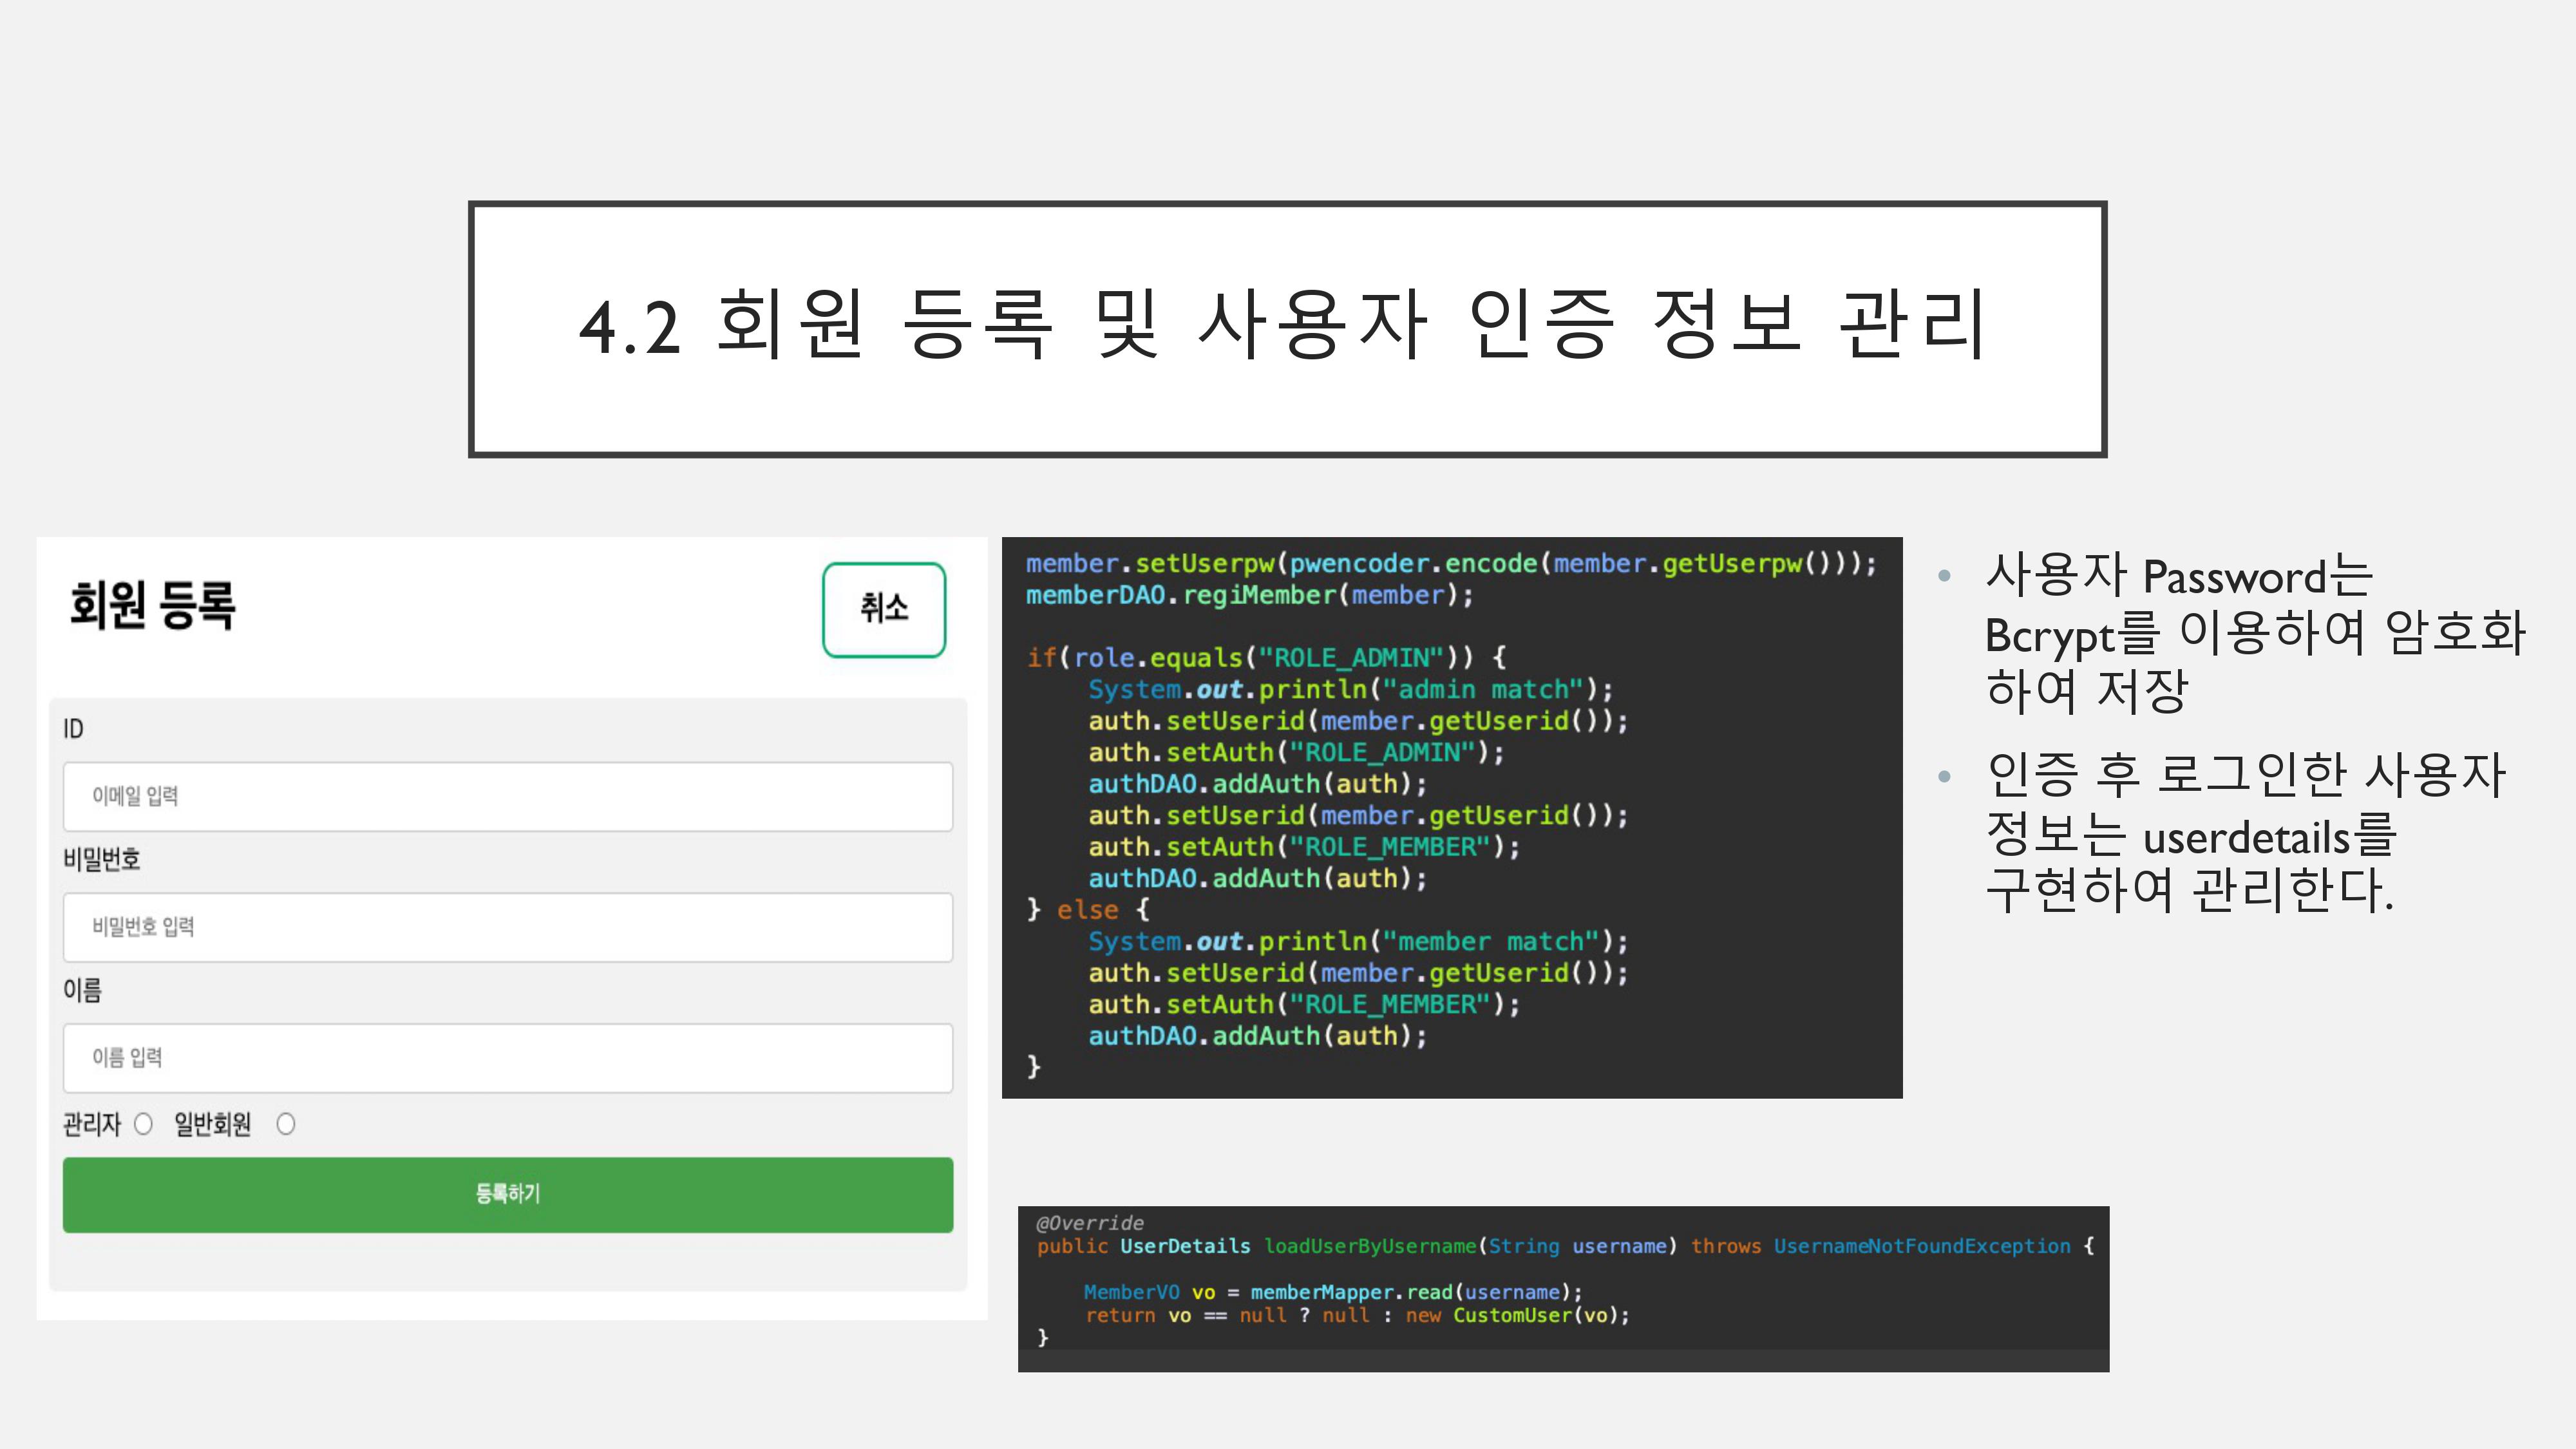 4.2 회원 등록 및 사용자 인증 정보 관리
회원 등록
취소
ID
이메일 입력
비밀번호
비밀번호 입력
이름
이름 입력
관리자 일반회원
등록하기
member.setUserpw(pwencoder.encode(member.getUserpw()));
memberDAO.regiMember(member);
if(role.equals("ROLE_ADMIN")) {
System.out.println("admin match");
auth.setUserid(member.getUserid());
auth.setAuth("ROLE_ADMIN");
authDAO.addAuth(auth);
auth.setUserid(member.getUserid());
auth.setAuth("ROLE_MEMBER");
authDAO.addAuth(auth);
} else {
System.out.println("member match");
auth.setUserid(member.getUserid());
auth.setAuth("ROLE_MEMBER");
authDAO.addAuth(auth);
}
@Override
public UserDetails loadUserByUsername(String username) throws UsernameNotFoundException {
MemberVO vo = memberMapper.read(username);
return vo == null ? null : new CustomUser(vo);
}
• 사용자 Password는
Bcrypt를 이용하여 암호화
하여 저장
• 인증 후 로그인한 사용자
정보는 userdetails를
구현하여 관리한다.